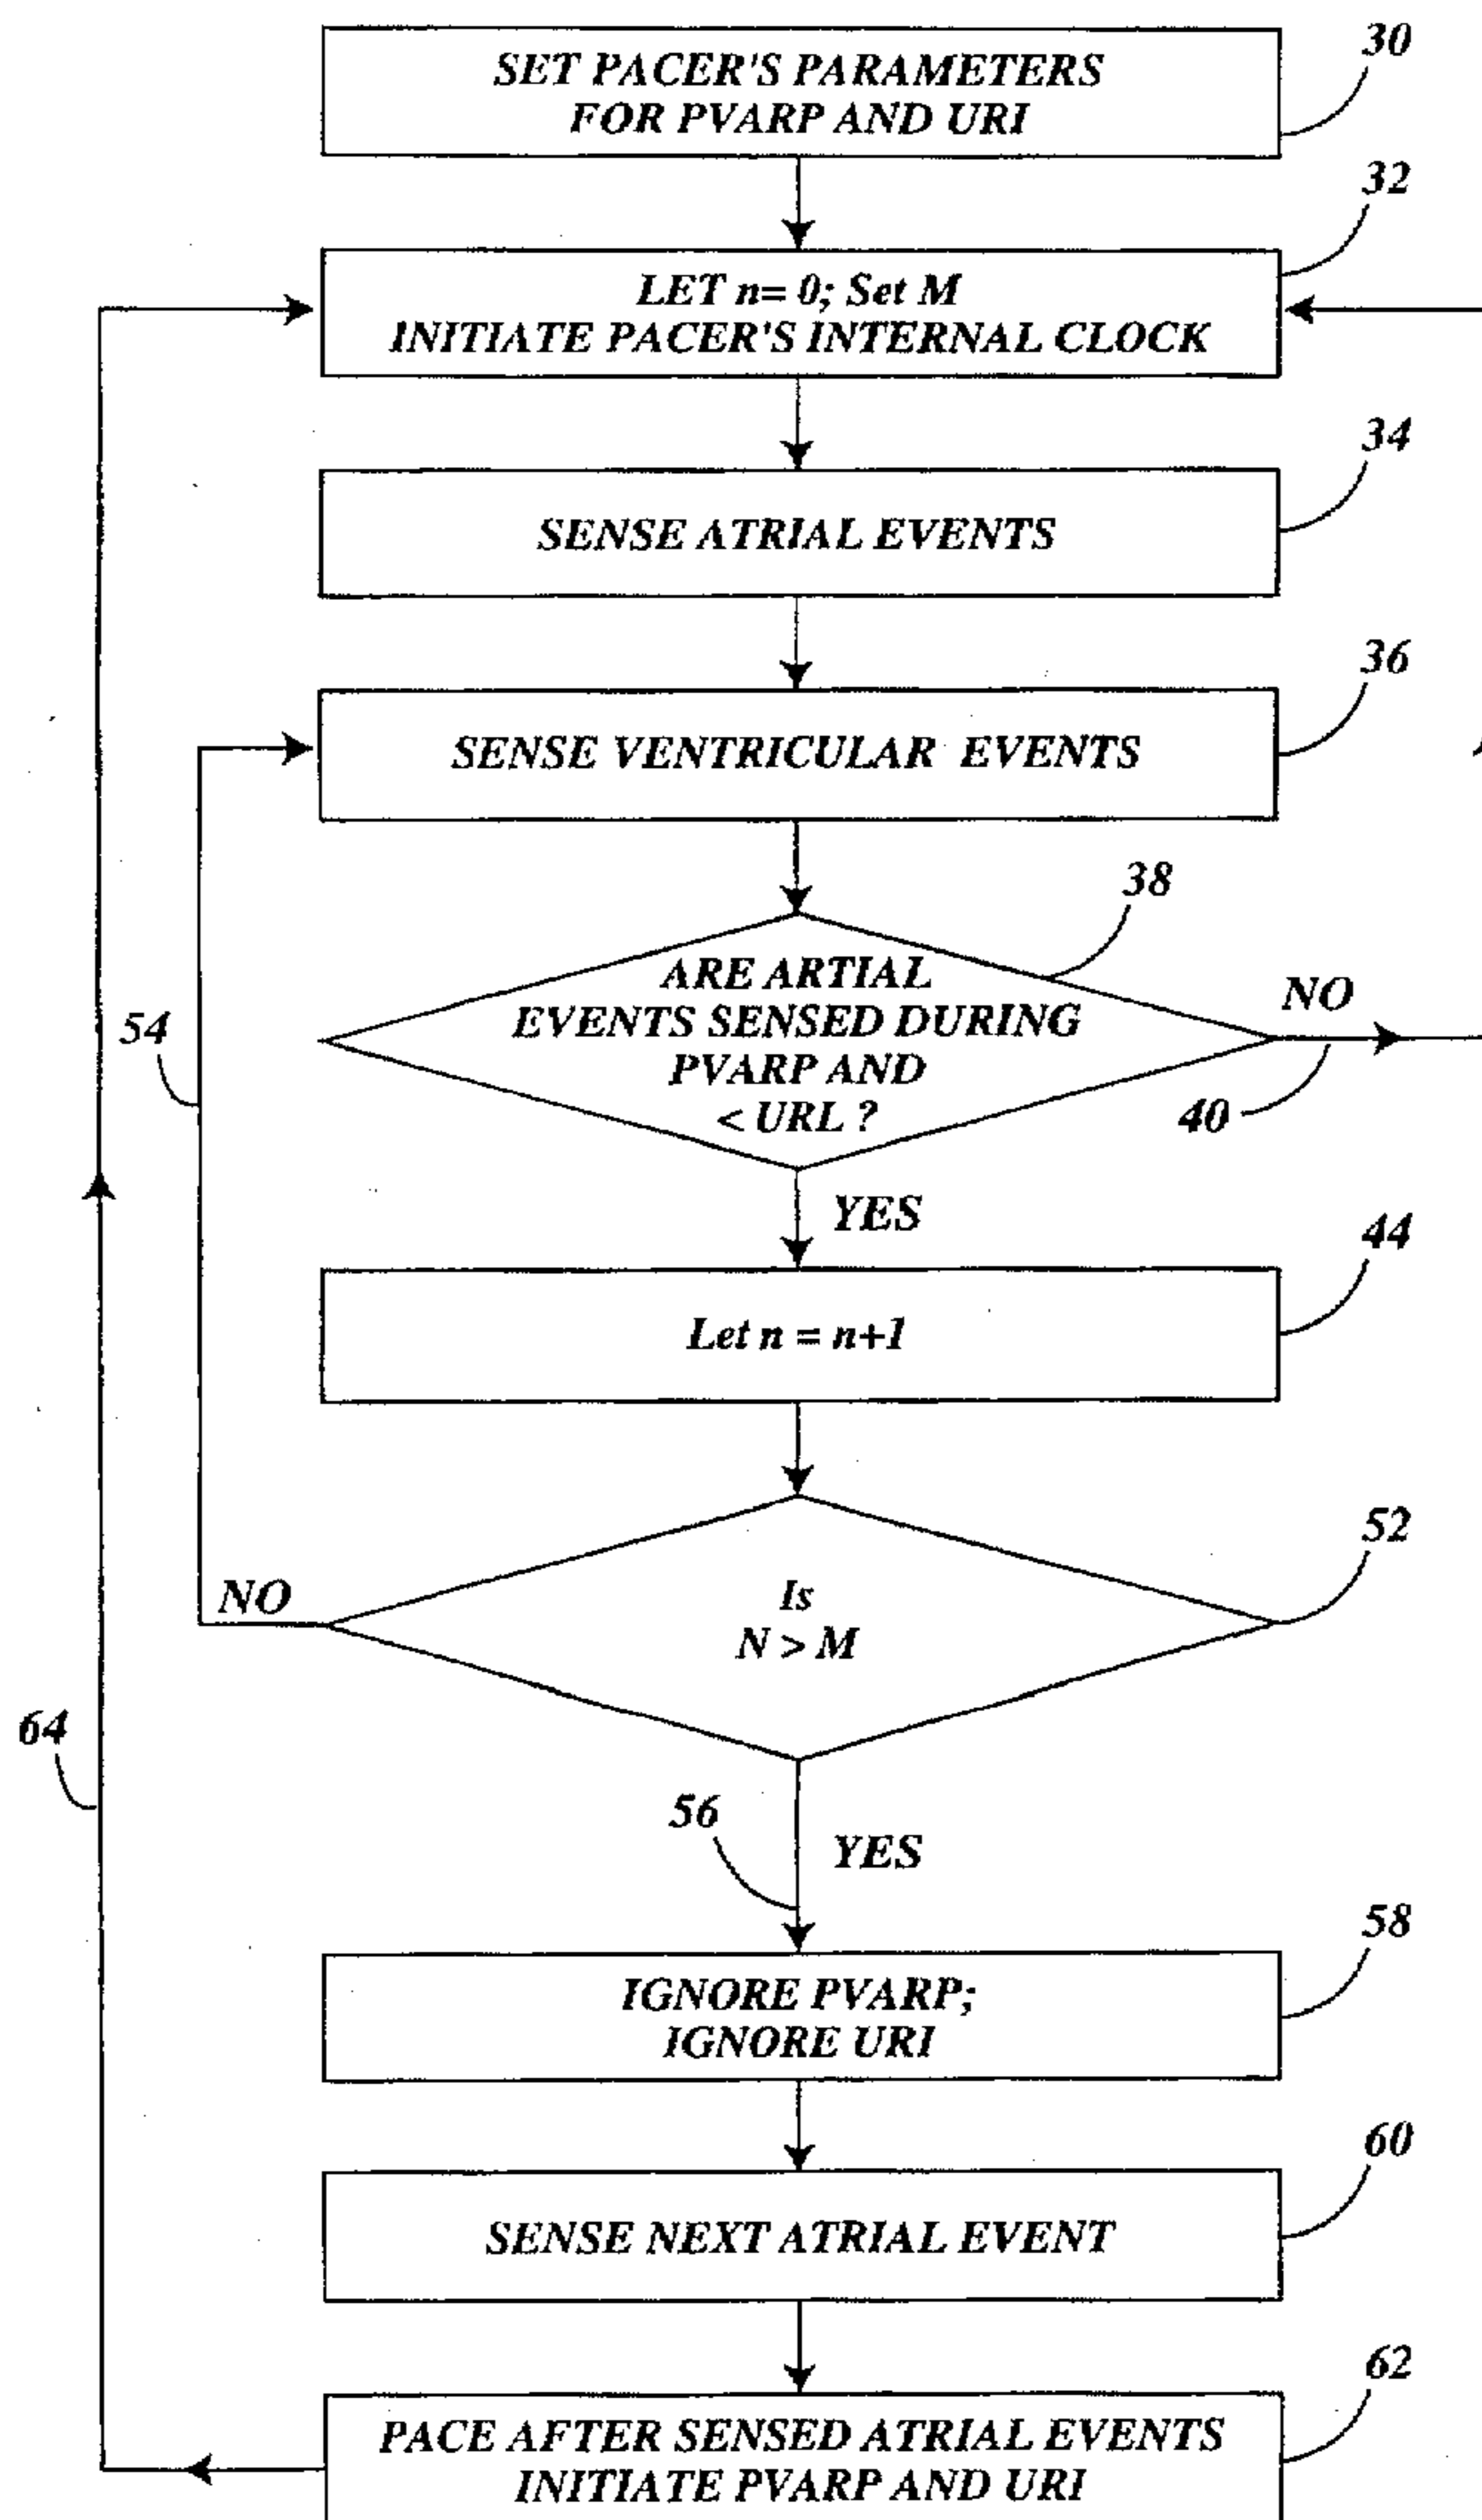 SET PACER'S PARAMETERS
FOR PVARP AND URI
30
LET n= 0; Set M
INITIATE PACER'S INTERNAL CLOCK
32
SENSE ATRIAL EVENTS
34
SENSE VENTRICULAR EVENTS
36
ARE ARTIAL
EVENTS SENSED DURING
PVARP AND
< URL ?
38
NO
40
54
YES
Let n = n+1
44
Is
N > M
52
NO
64
56
YES
IGNORE PVARP;
IGNORE URI
58
SENSE NEXT ATRIAL EVENT
60
PACE AFTER SENSED ATRIAL EVENTS
INITIATE PVARP AND URI
62